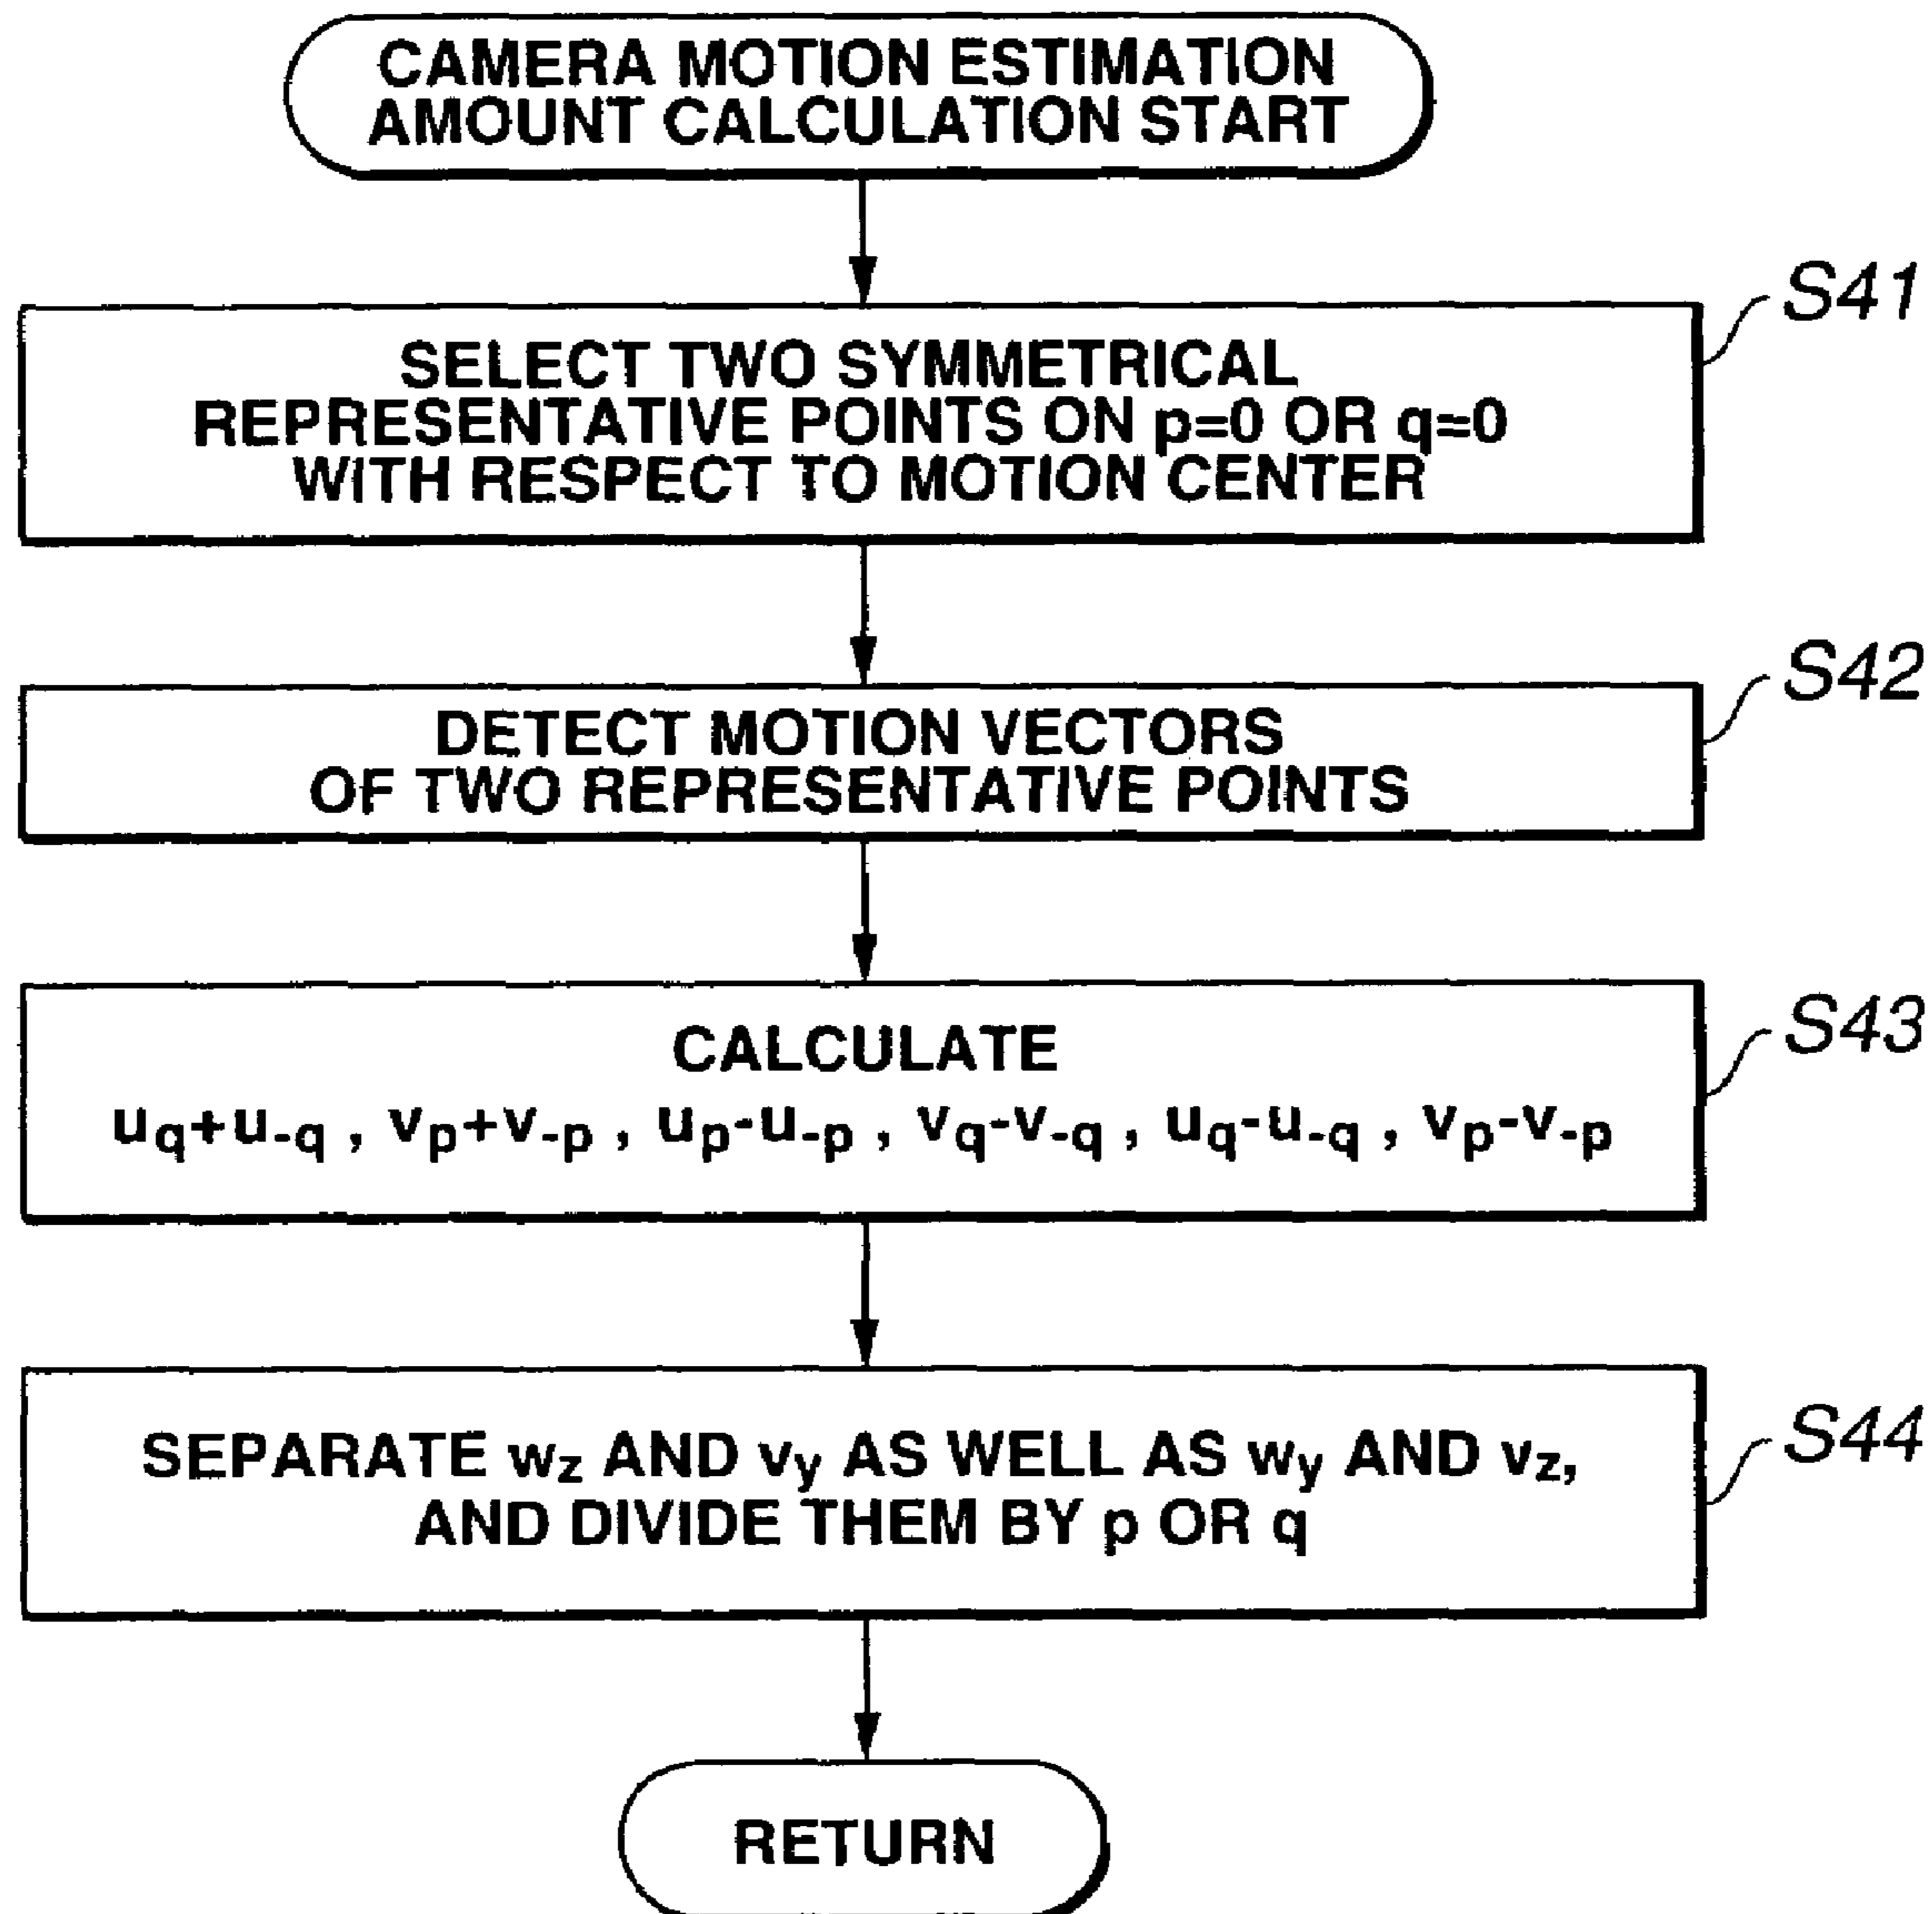 CAMERA MOTION ESTIMATION
AMOUNT CALCULATION START
S41
SELECT TWO SYMMETRICAL
REPRESENTATIVE POINTS ON p=0 OR q=0
WITH RESPECT TO MOTION CENTER
S42
DETECT MOTION VECTORS
OF TWO REPRESENTATIVE POINTS
S43
CALCULATE
uq+u-q , vp+v-p , up-u-p , vq-v-q , uq-u-q , vp-v-p
S44
SEPARATE wz AND vy AS WELL AS wy AND vz,
AND DIVIDE THEM BY p OR q
RETURN